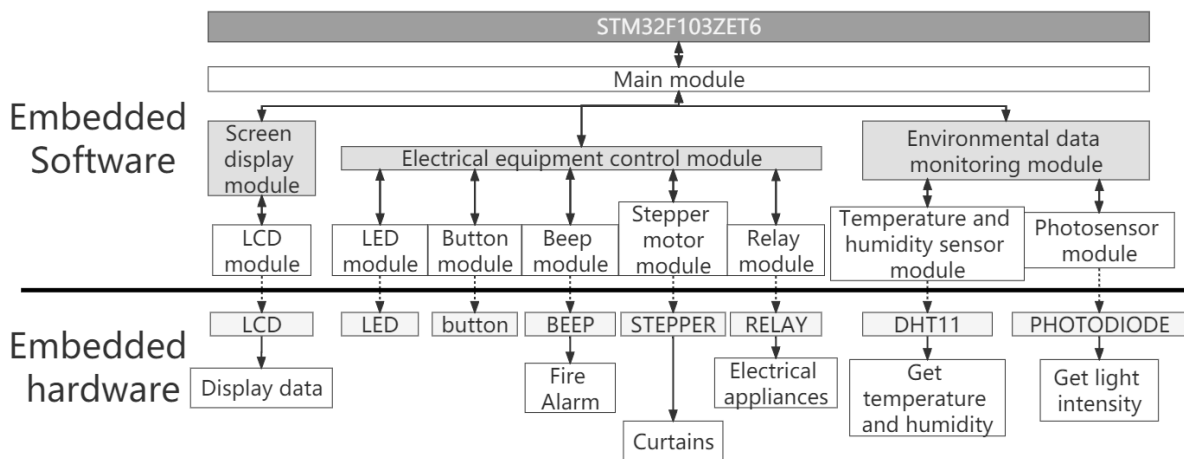 STM32F103ZET6
Main module
Embedded
Software
Screen
display
module
Electrical equipment control module
Environmental data
monitoring module
LCD
module
LED
module
Button
module
Beep
module
Stepper
motor
module
Relay
module
Temperature and
humidity sensor
module
Photosensor
module
Embedded
hardware
LCD
LED
button
BEEP
STEPPER
RELAY
DHT11
PHOTODIODE
Display data
Fire
Alarm
Curtains
Electrical
appliances
Get
temperature
and humidity
Get light
intensity